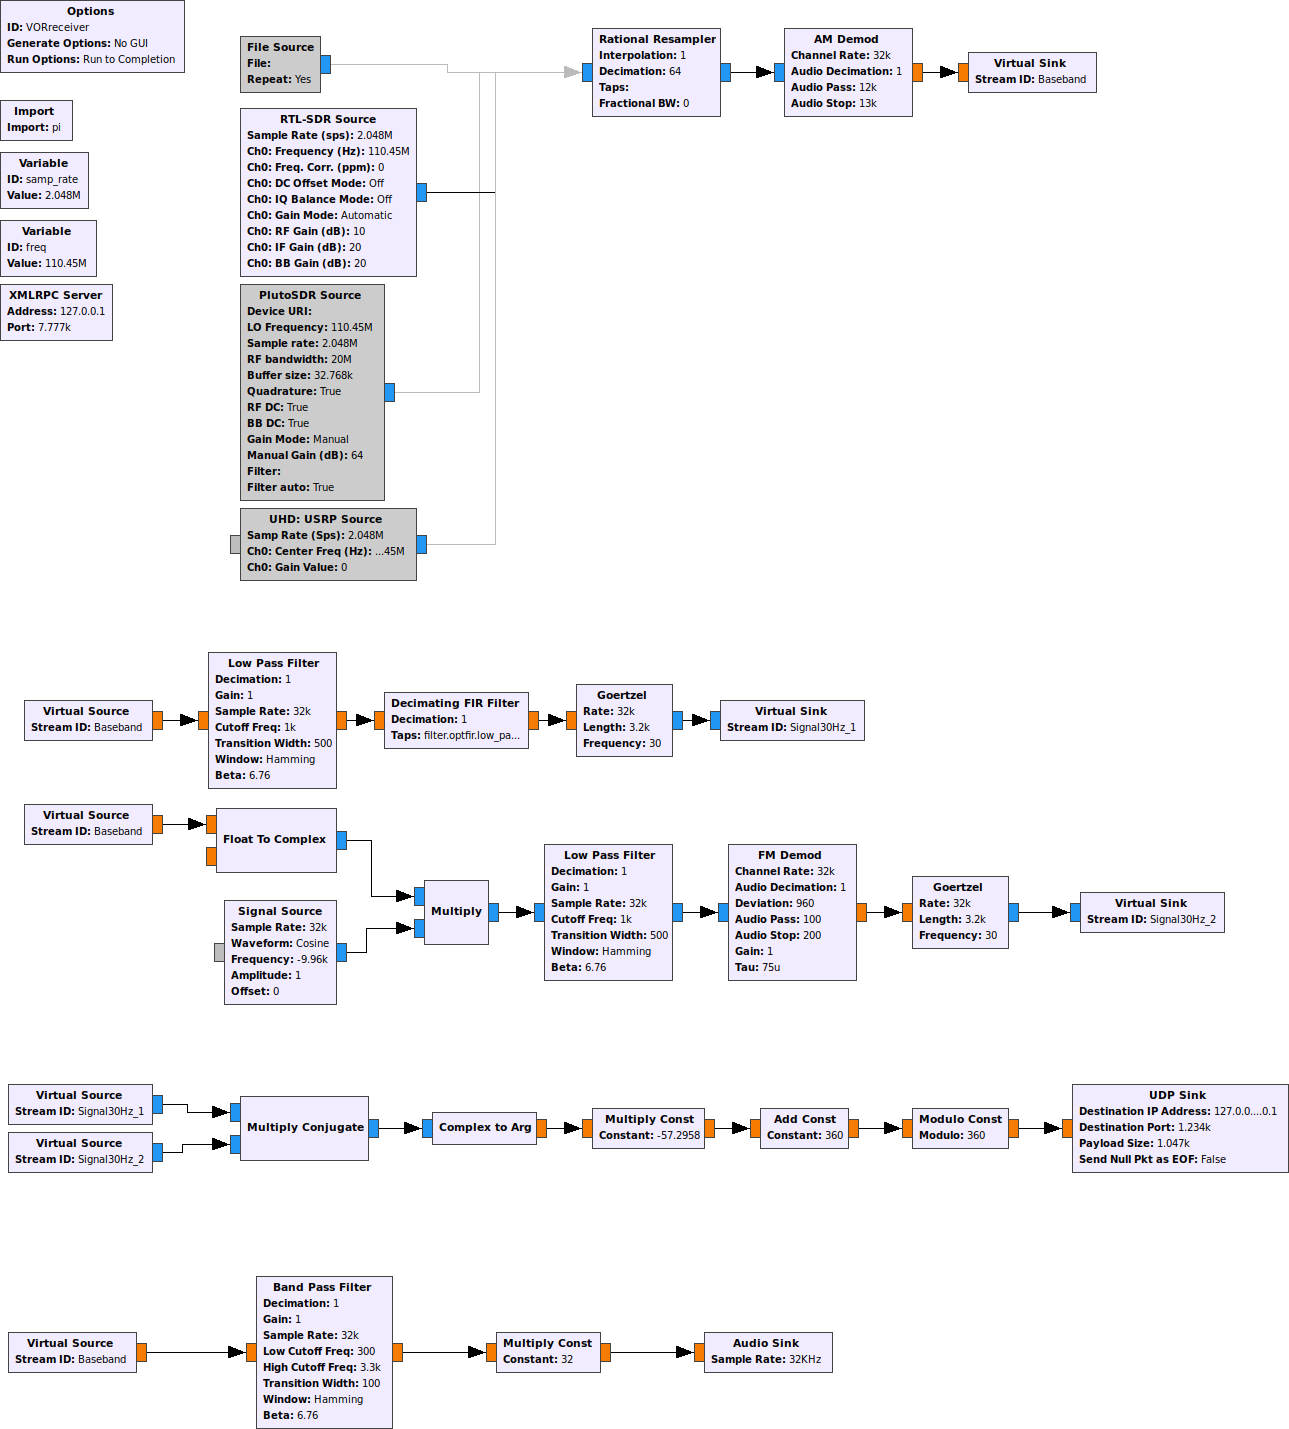 Options
ID: VORreceiver
Generate Options: No GUI
Run Options: Run to Completion
Import
Import: pi
Variable
ID: samp_rate
Value: 2.048M
Variable
ID: freq
Value: 110.45M
XMLRPC Server
Address: 127.0.0.1
Port: 7.777k
File Source
File:
Repeat: Yes
RTL-SDR Source
Sample Rate (sps): 2.048M
Ch0: Frequency (Hz): 110.45M
Ch0: Freq. Corr. (ppm): 0
Ch0: DC Offset Mode: Off
Ch0: IQ Balance Mode: Off
Ch0: Gain Mode: Automatic
Ch0: RF Gain (dB): 10
Ch0: IF Gain (dB): 20
Ch0: BB Gain (dB): 20
PlutoSDR Source
Device URI:
LO Frequency: 110.45M
Sample rate: 2.048M
RF bandwidth: 20M
Buffer size: 32.768k
Quadrature: True
RF DC: True
BB DC: True
Gain Mode: Manual
Manual Gain (dB): 64
Filter:
Filter auto: True
UHD: USRP Source
Samp Rate (Sps): 2.048M
Ch0: Center Freq (Hz): ...45M
Ch0: Gain Value: 0
Rational Resampler
Interpolation: 1
Decimation: 64
Taps:
Fractional BW: 0
AM Demod
Channel Rate: 32k
Audio Decimation: 1
Audio Pass: 12k
Audio Stop: 13k
Virtual Sink
Stream ID: Baseband
Virtual Source
Stream ID: Baseband
Low Pass Filter
Decimation: 1
Gain: 1
Sample Rate: 32k
Cutoff Freq: 1k
Transition Width: 500
Window: Hamming
Beta: 6.76
Decimating FIR Filter
Decimation: 1
Taps: filter.optfir.low_pa...
Goertzel
Rate: 32k
Length: 3.2k
Frequency: 30
Virtual Sink
Stream ID: Signal30Hz_1
Virtual Source
Stream ID: Baseband
Float To Complex
Signal Source
Sample Rate: 32k
Waveform: Cosine
Frequency: -9.96k
Amplitude: 1
Offset: 0
Multiply
Low Pass Filter
Decimation: 1
Gain: 1
Sample Rate: 32k
Cutoff Freq: 1k
Transition Width: 500
Window: Hamming
Beta: 6.76
FM Demod
Channel Rate: 32k
Audio Decimation: 1
Deviation: 960
Audio Pass: 100
Audio Stop: 200
Gain: 1
Tau: 75u
Goertzel
Rate: 32k
Length: 3.2k
Frequency: 30
Virtual Sink
Stream ID: Signal30Hz_2
Virtual Source
Stream ID: Signal30Hz_1
Virtual Source
Stream ID: Signal30Hz_2
Multiply Conjugate
Complex to Arg
Multiply Const
Constant: -57.2958
Add Const
Constant: 360
Modulo Const
Modulo: 360
UDP Sink
Destination IP Address: 127.0.0....0.1
Destination Port: 1.234k
Payload Size: 1.047k
Send Null Pkt as EOF: False
Virtual Source
Stream ID: Baseband
Band Pass Filter
Decimation: 1
Gain: 1
Sample Rate: 32k
Low Cutoff Freq: 300
High Cutoff Freq: 3.3k
Transition Width: 100
Window: Hamming
Beta: 6.76
Multiply Const
Constant: 32
Audio Sink
Sample Rate: 32KHz